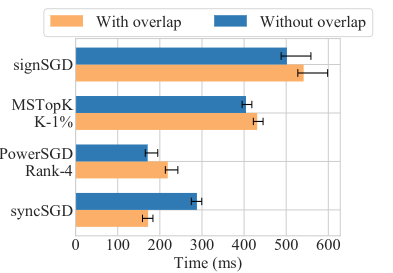 With overlap
Without overlap
signSGD
MSTopK
K-1%
PowerSGD
Rank-4
syncSGD
0 100 200 300 400 500 600
Time (ms)